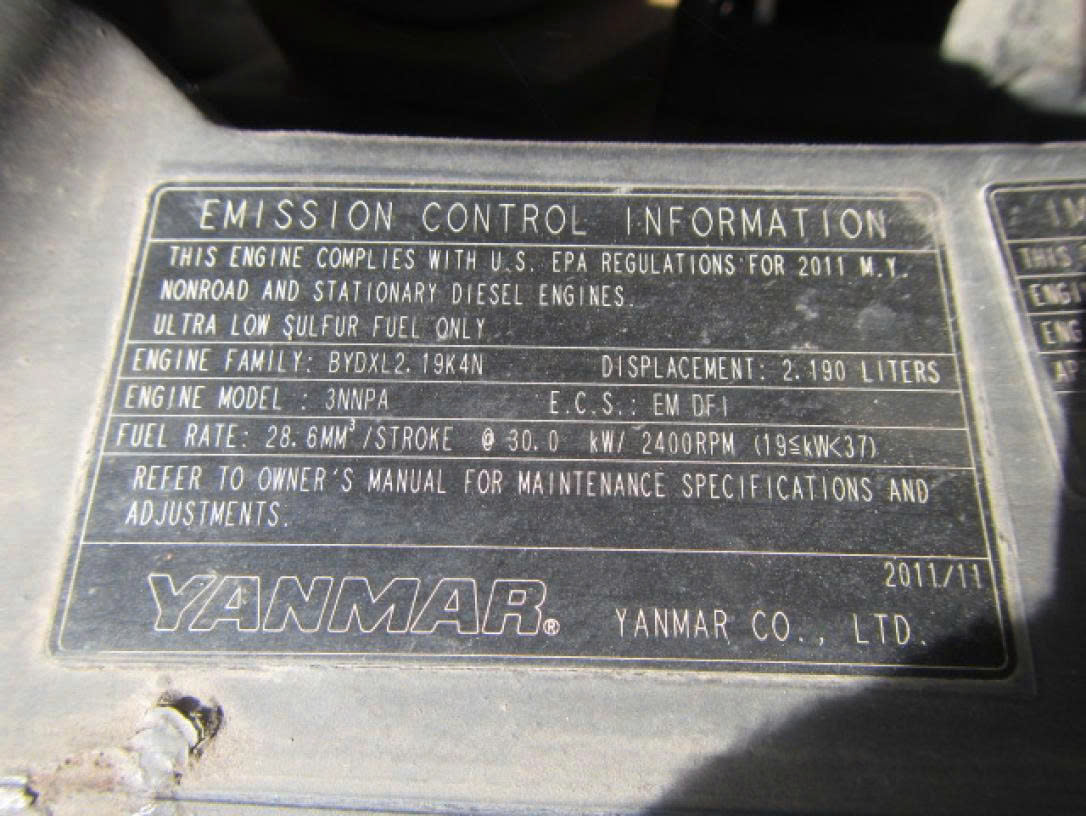 EMISSION CONTROL INFORMATION
THIS ENGINE COMPLIES WITH U.S. EPA REGULATIONS FOR 2011 M.Y.
NONROAD AND STATIONARY DIESEL ENGINES.
ULTRA LOW SULFUR FUEL ONLY
ENGINE FAMILY: BYDXL2.19K4N DISPLACEMENT: 2.190 LITERS
ENGINE MODEL : 3NNPA E.C.S.: EM DFI
FUEL RATE: 28.6MM³/STROKE @ 30.0 kW/ 2400RPM (19≦kW<37)
REFER TO OWNER'S MANUAL FOR MAINTENANCE SPECIFICATIONS AND
ADJUSTMENTS.
2011/11
YANMAR® YANMAR CO., LTD.
THIS